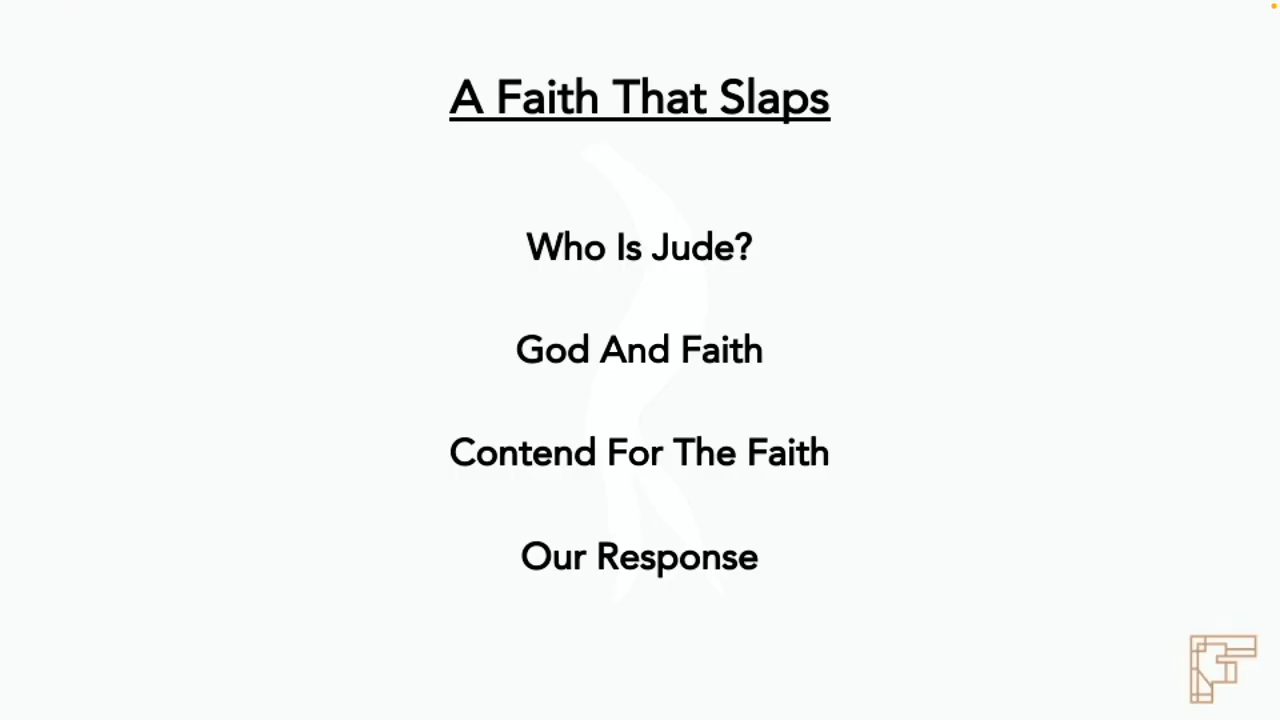 A Faith That Slaps
Who Is Jude?
God And Faith
Contend For The Faith
Our Response